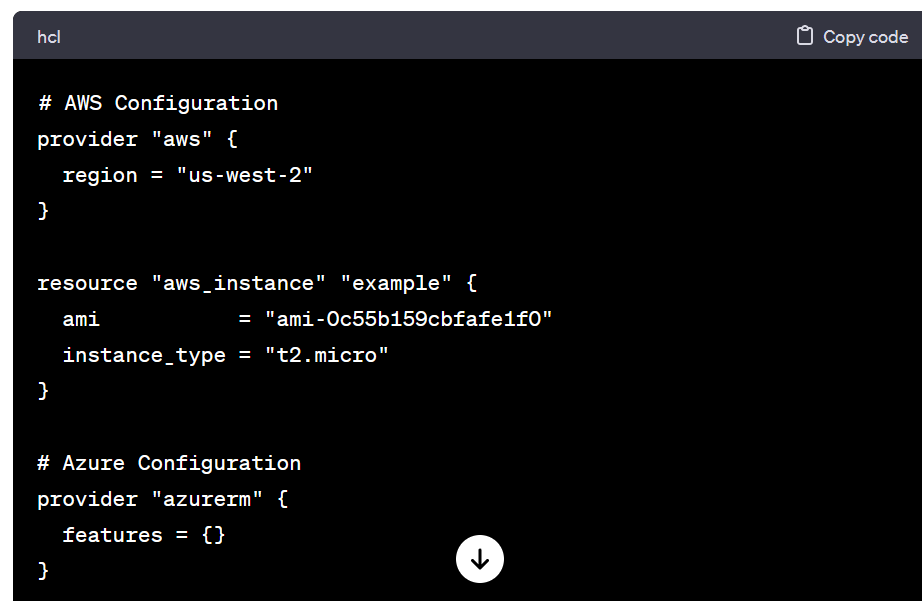 hcl
Copy code
# AWS Configuration
provider "aws" {
  region = "us-west-2"
}
resource "aws_instance" "example" {
  ami           = "ami-0c55b159cbfafe1f0"
  instance_type = "t2.micro"
}
# Azure Configuration
provider "azurerm" {
  features = {}
}